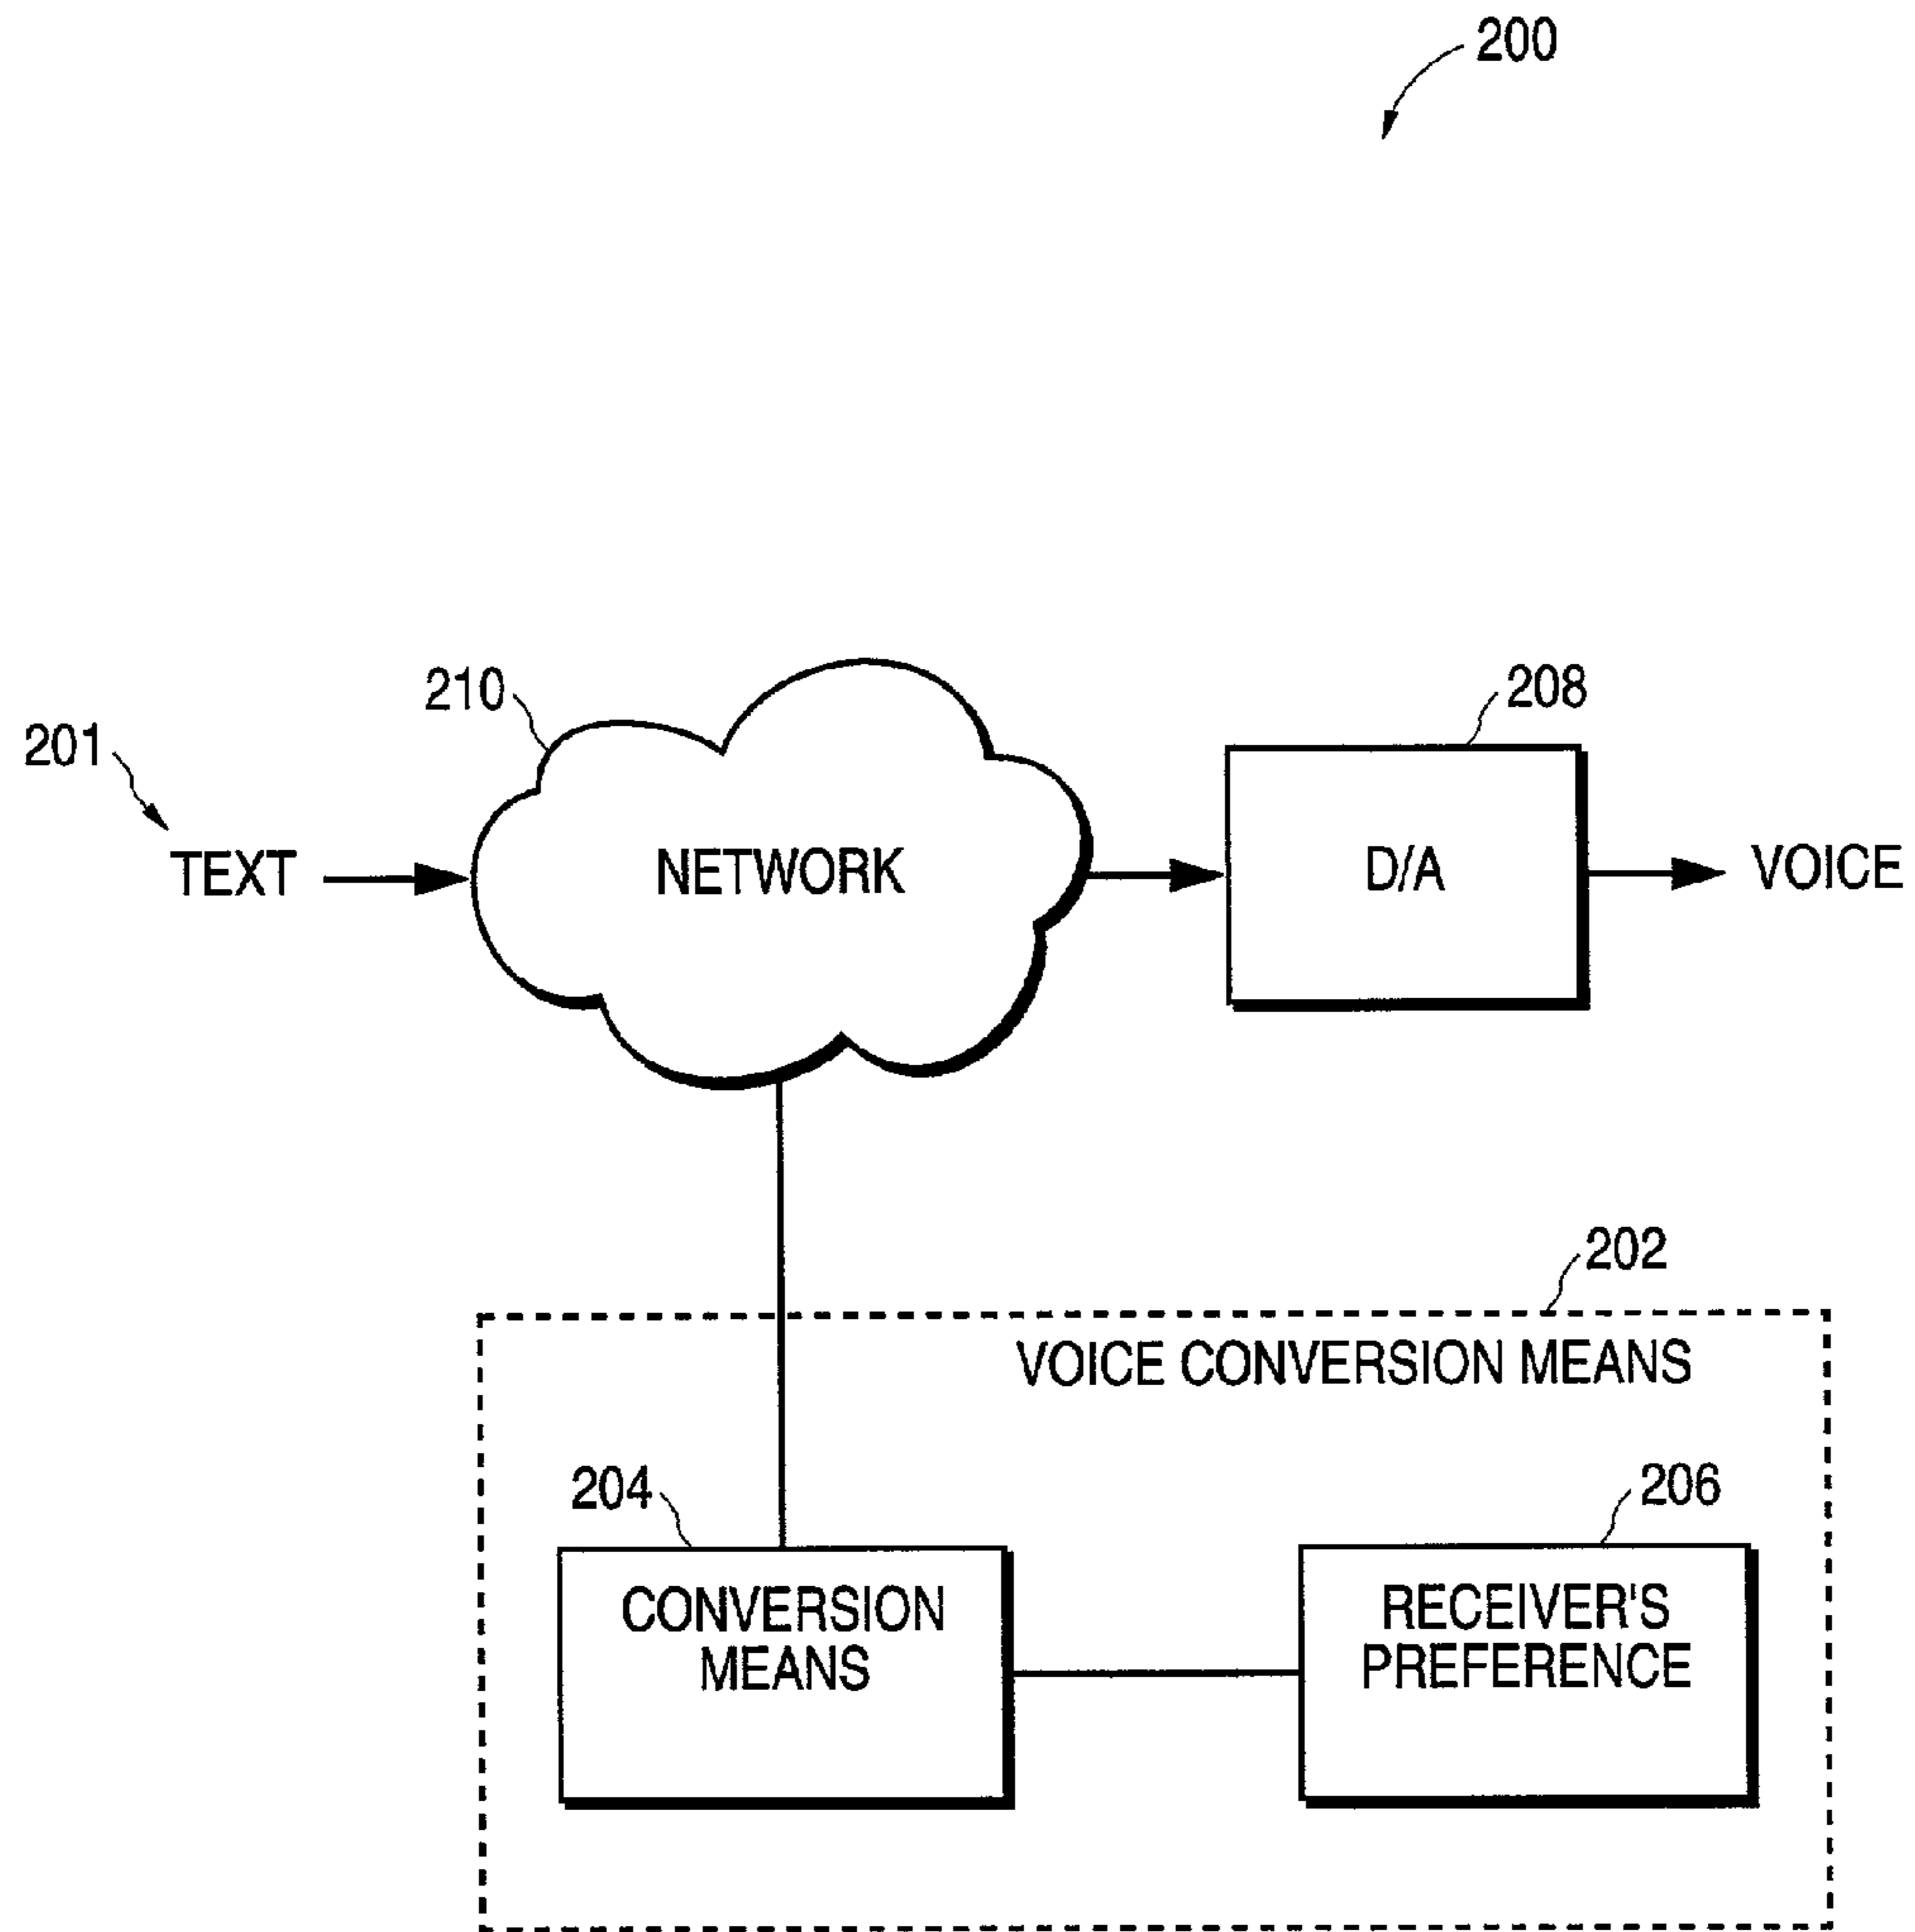 200
210
208
201
TEXT
NETWORK
D/A
VOICE
202
VOICE CONVERSION MEANS
204
206
CONVERSION
MEANS
RECEIVER'S
PREFERENCE